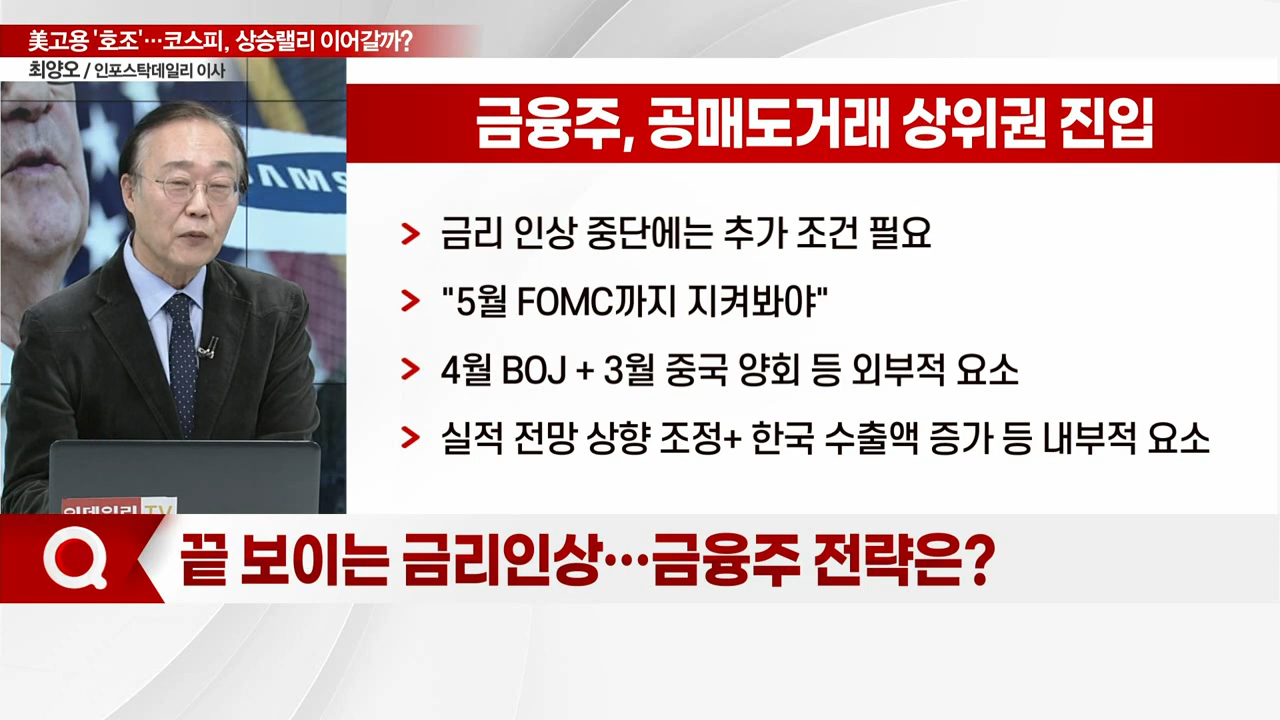 美고용 '호조'…코스피, 상승랠리 이어갈까?
최양오 / 인포스탁데일리 이사
금융주, 공매도거래 상위권 진입
> 금리 인상 중단에는 추가 조건 필요
> "5월 FOMC까지 지켜봐야"
> 4월 BOJ + 3월 중국 양회 등 외부적 요소
> 실적 전망 상향 조정+ 한국 수출액 증가 등 내부적 요소
이데일리 TV
Q 끝 보이는 금리인상…금융주 전략은?